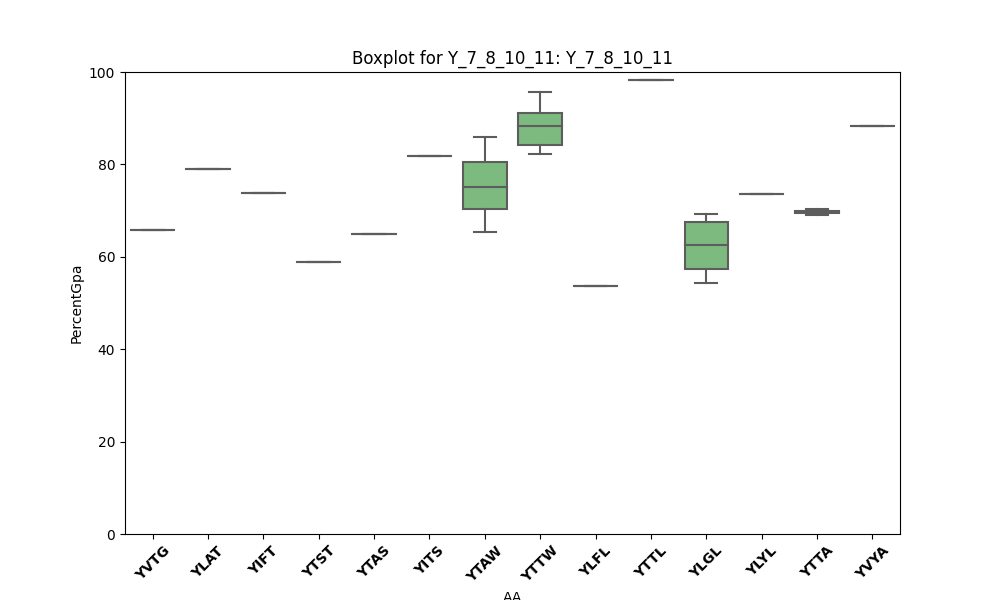 Boxplot for Y_7_8_10_11: Y_7_8_10_11
100
80
60
40
20
0
PercentGpa
YVTG YLAT YIFT YTST YTAS YITS YTAW YTTW YLFL YTTL YLGL YLYL YTTA YVYA
AA